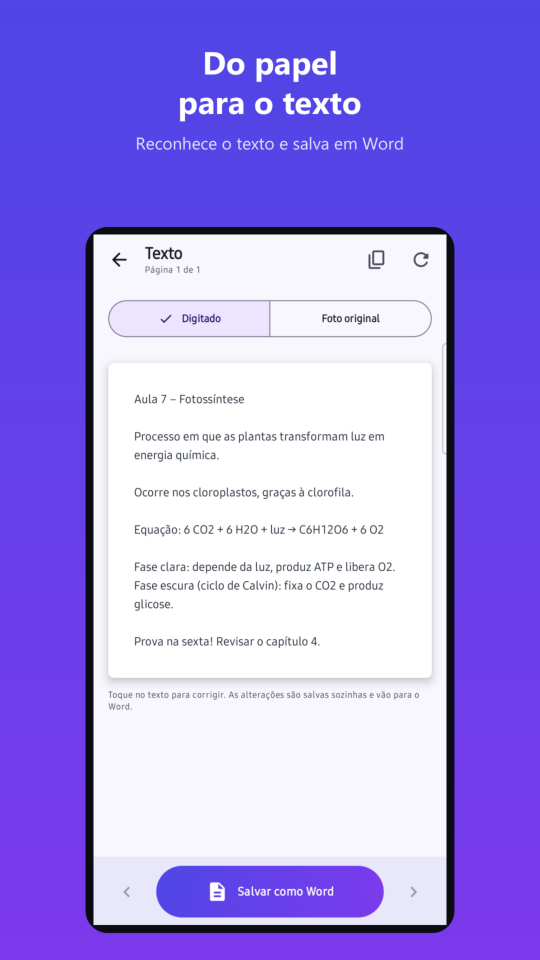 Do papel
para o texto
Reconhece o texto e salva em Word
Texto
Página 1 de 1
Digitado
Foto original
Aula 7 – Fotossíntese
Processo em que as plantas transformam luz em
energia química.
Ocorre nos cloroplastos, graças à clorofila.
Equação: 6 CO2 + 6 H2O + luz → C6H12O6 + 6 O2
Fase clara: depende da luz, produz ATP e libera O2.
Fase escura (ciclo de Calvin): fixa o CO2 e produz
glicose.
Prova na sexta! Revisar o capítulo 4.
Toque no texto para corrigir. As alterações são salvas sozinhas e vão para o
Word.
Salvar como Word